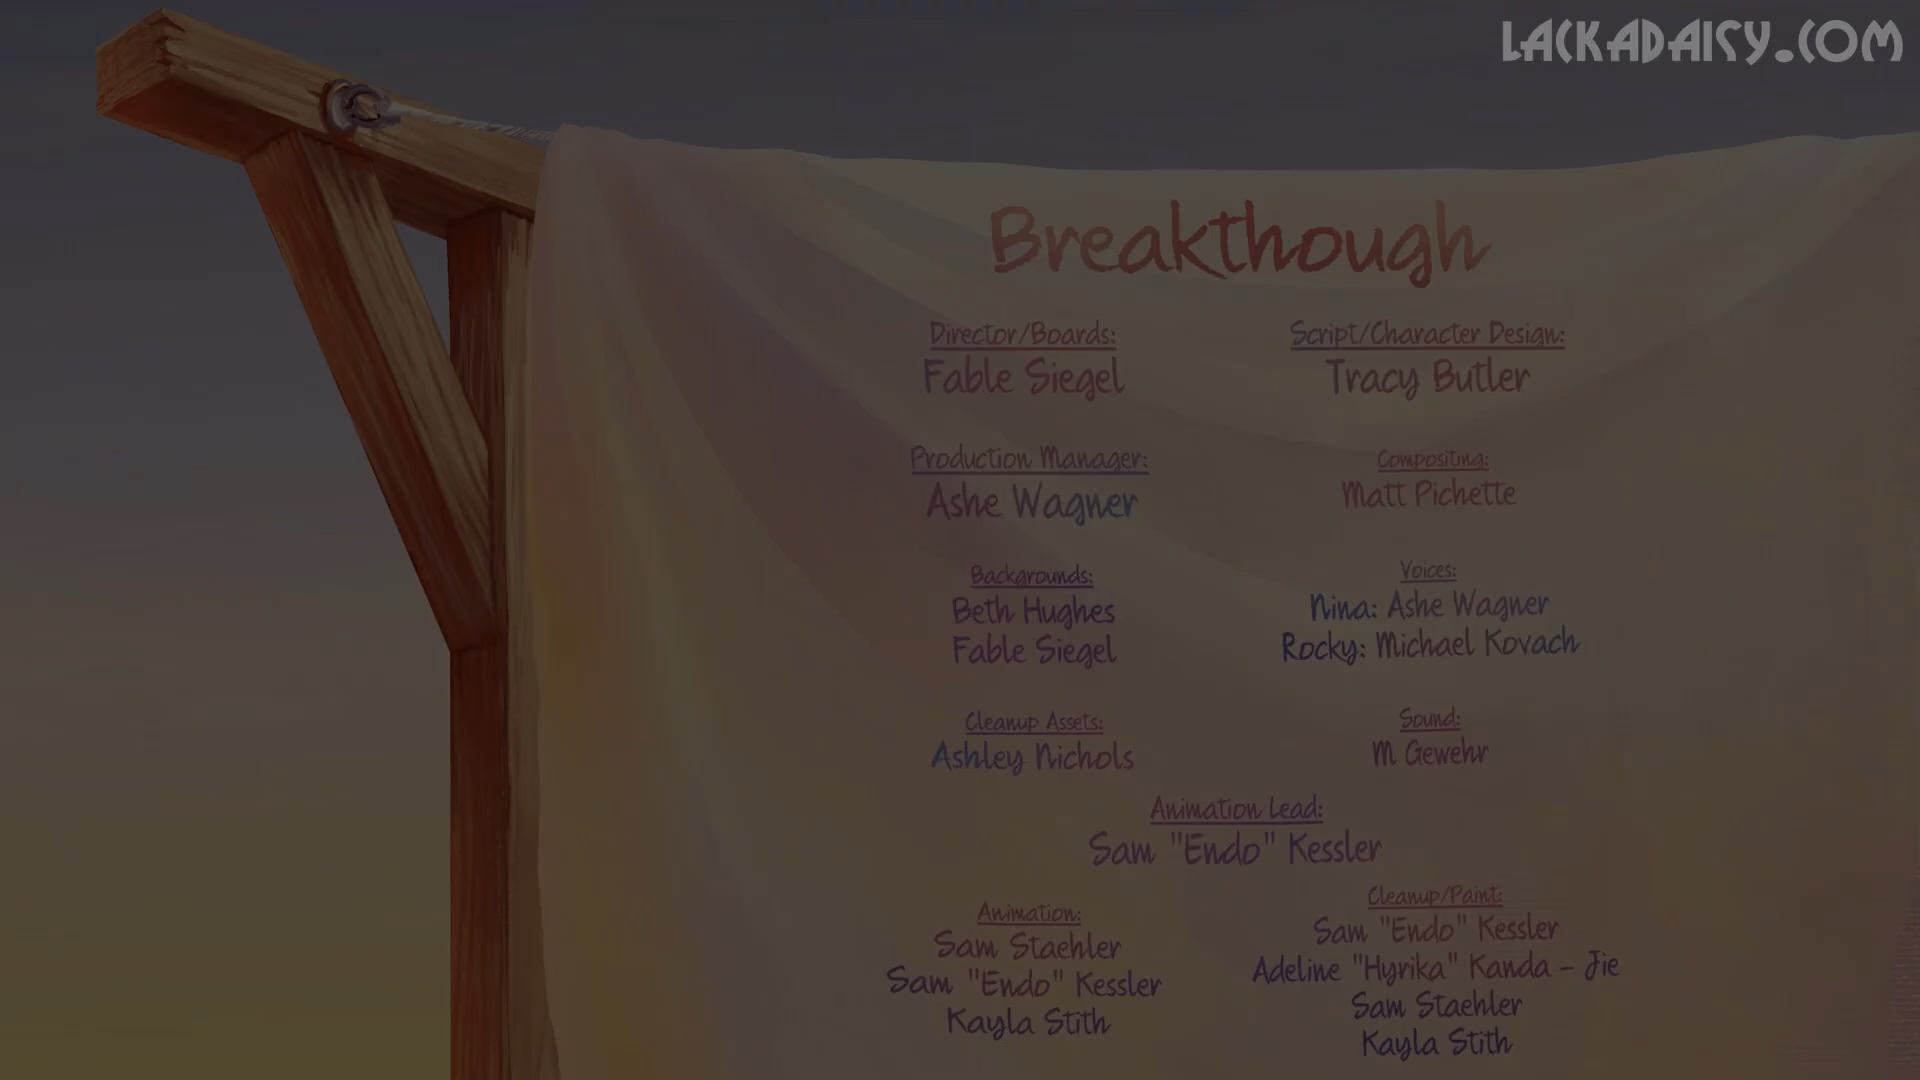 LACKADAISY.COM
Breakthough
Director/Boards:
Fable Siegel
Script/Character Design:
Tracy Butler
Production Manager:
Ashe Wagner
Compositing:
Matt Pichette
Backgrounds:
Beth Hughes
Fable Siegel
Voices:
Nina: Ashe Wagner
Rocky: Michael Kovach
Cleanup Assets:
Ashley Nichols
Sound:
M Gewehr
Animation Lead:
Sam "Endo" Kessler
Animation:
Sam Staehler
Sam "Endo" Kessler
Kayla Stith
Cleanup/Paint:
Sam "Endo" Kessler
Adeline "Hyrika" Kanda - Jie
Sam Staehler
Kayla Stith